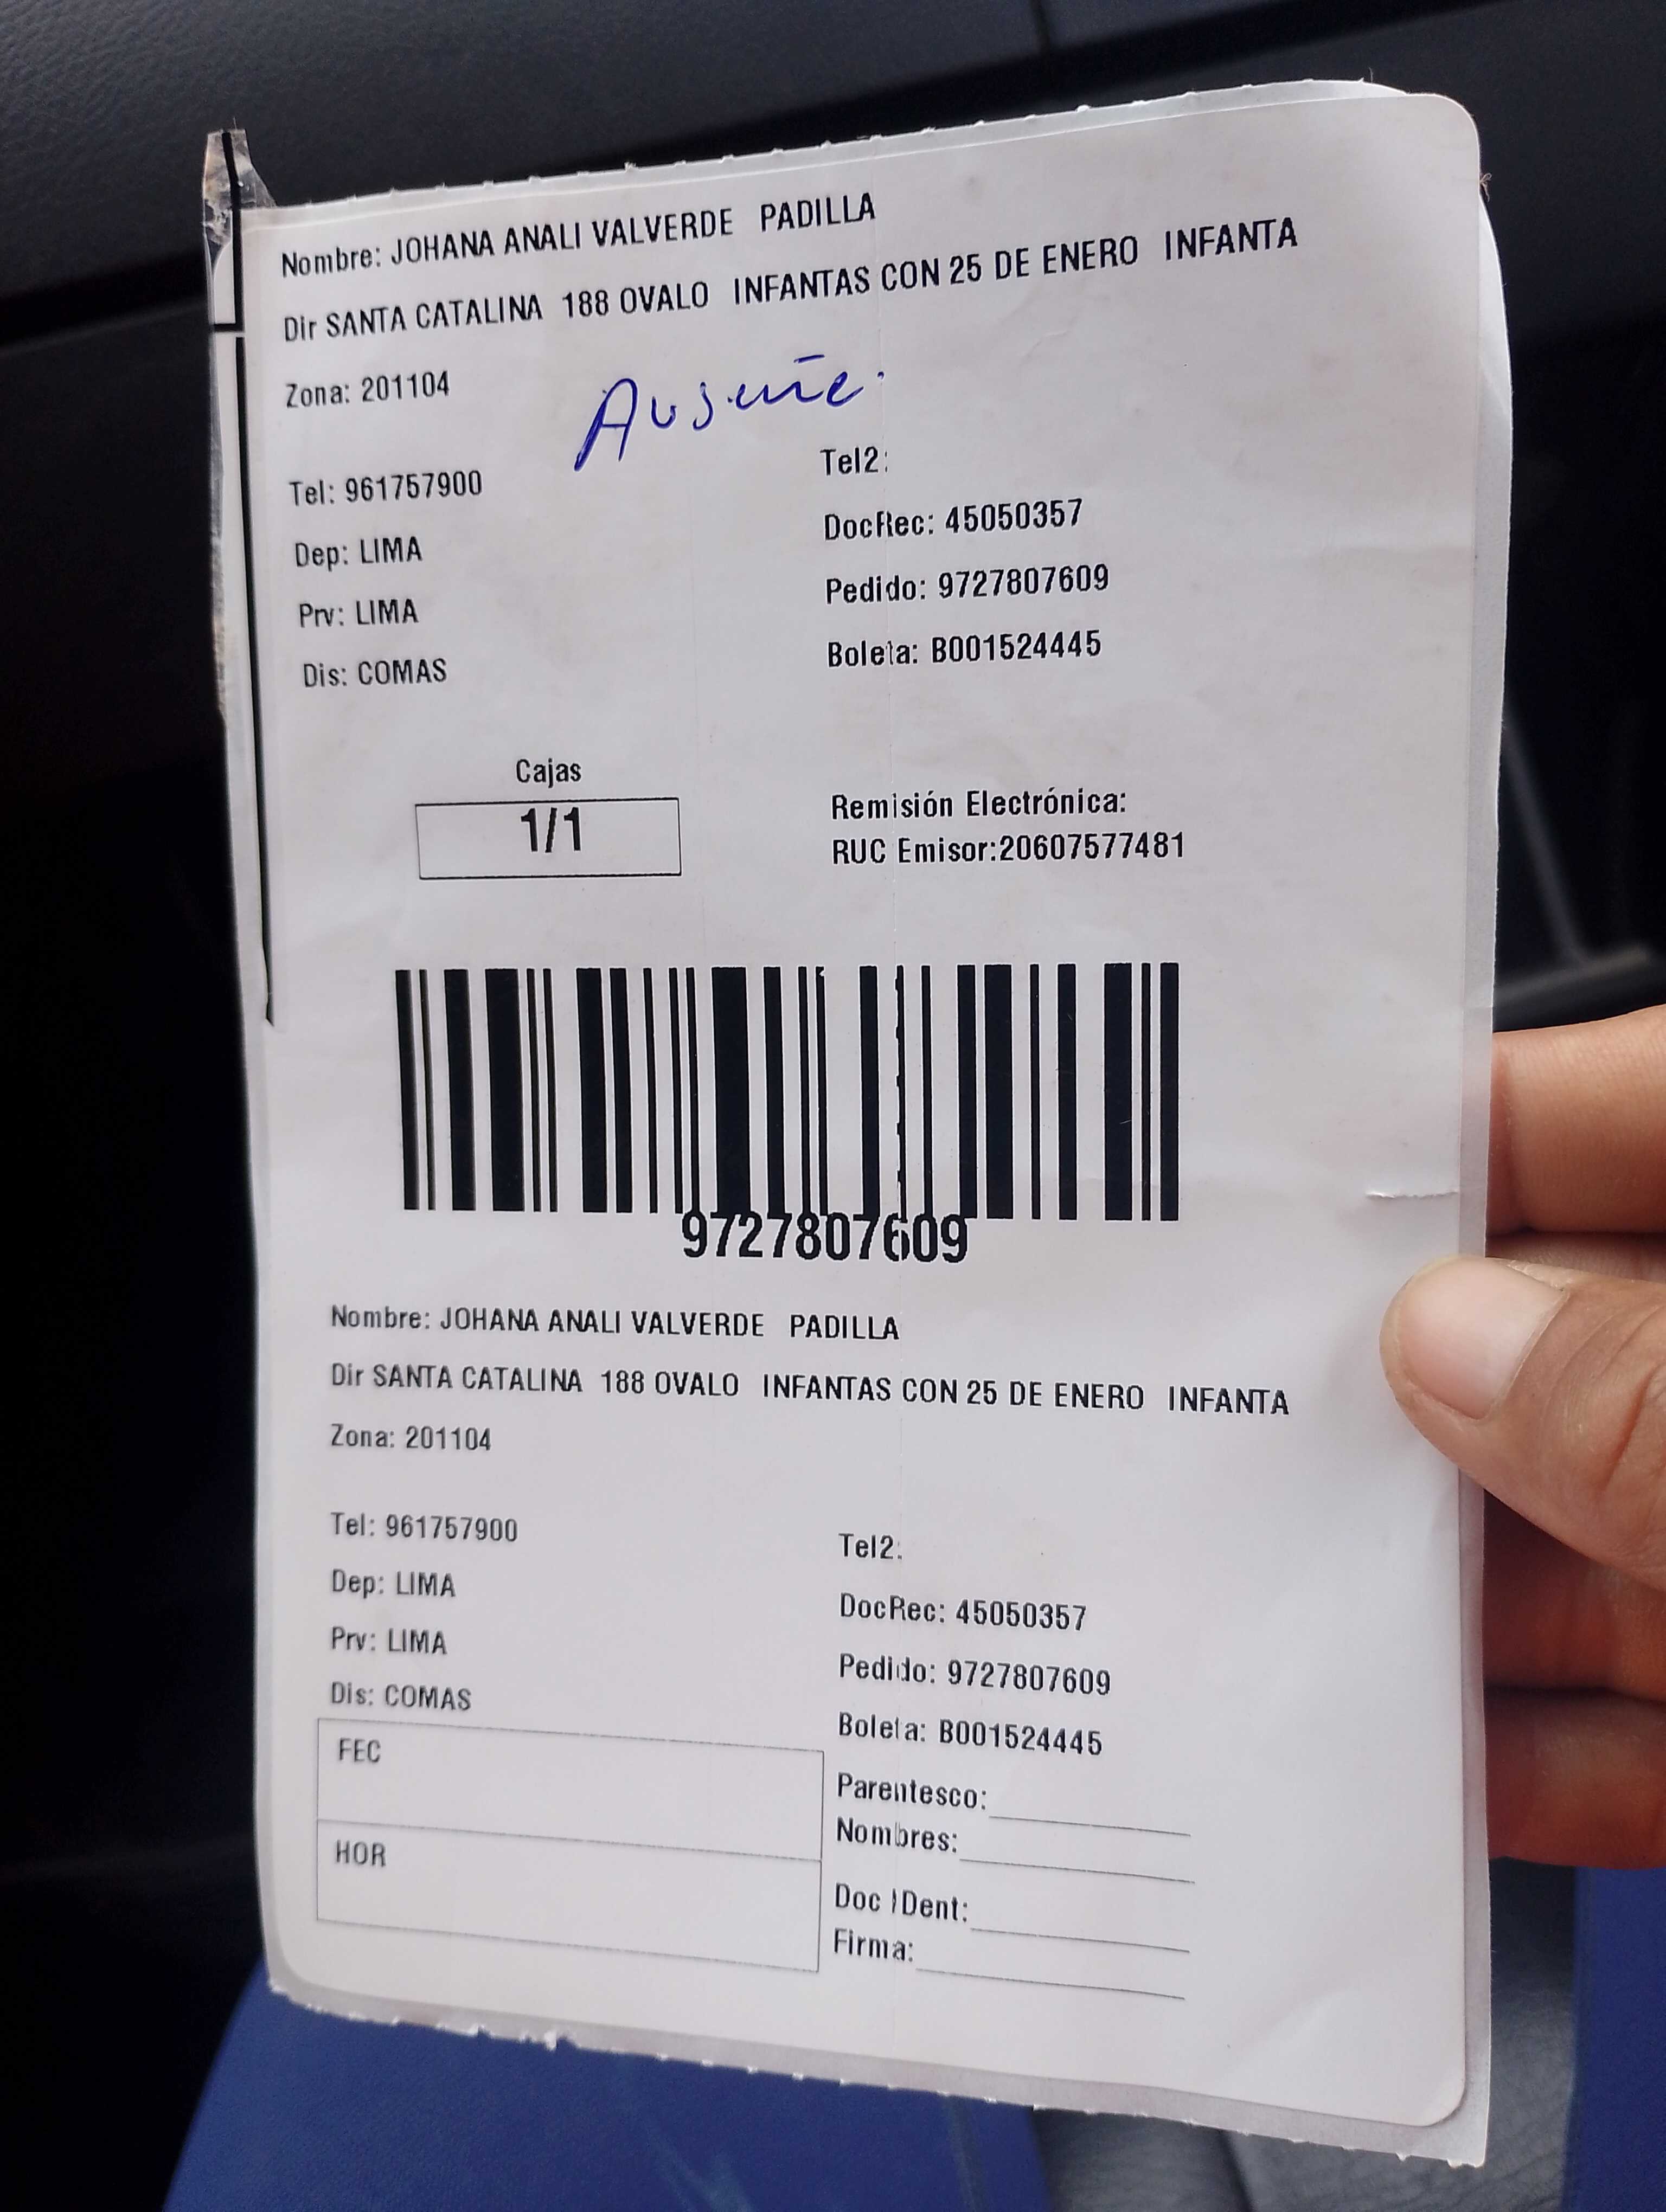 Nombre: JOHANA ANALI VALVERDE PADILLA
Dir SANTA CATALINA 188 OVALO INFANTAS CON 25 DE ENERO INFANTA
Zona: 201104
Ausente.
Tel: 961757900
Dep: LIMA
Prv: LIMA
Dis: COMAS
Tel2:
DocRec: 45050357
Pedido: 9727807609
Boleta: B001524445
Cajas
1/1
Remisión Electrónica:
RUC Emisor:20607577481
9727807609
Nombre: JOHANA ANALI VALVERDE PADILLA
Dir SANTA CATALINA 188 OVALO INFANTAS CON 25 DE ENERO INFANTA
Zona: 201104
Tel: 961757900
Dep: LIMA
Prv: LIMA
Dis: COMAS
FEC
HOR
Tel2:
DocRec: 45050357
Pedido: 9727807609
Boleta: B001524445
Parentesco:
Nombres:
Doc IDent:
Firma: